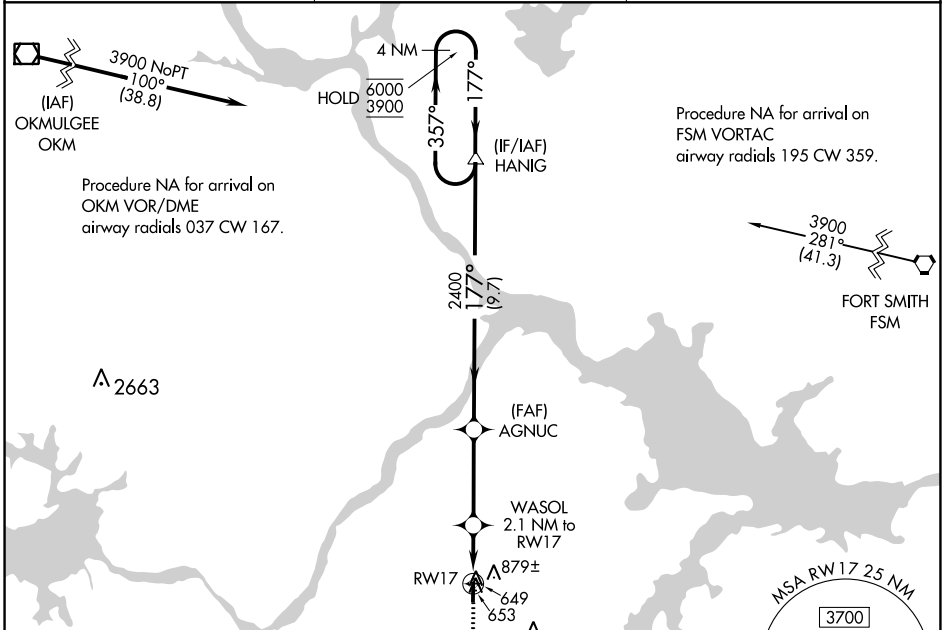 4 NM
3900 NoPT
100°
(38.8)
HOLD
6000
3900
357°
177°
(IAF)
OKMULGEE
OKM
(IF/IAF)
HANIG
Procedure NA for arrival on
FSM VORTAC
airway radials 195 CW 359.
Procedure NA for arrival on
OKM VOR/DME
airway radials 037 CW 167.
3900
281°
(41.3)
FORT SMITH
FSM
2400
177°
(9.7)
2663
(FAF)
AGNUC
WASOL
2.1 NM to
RW17
RW17
879±
649
653
MSA RW17 25 NM
3700